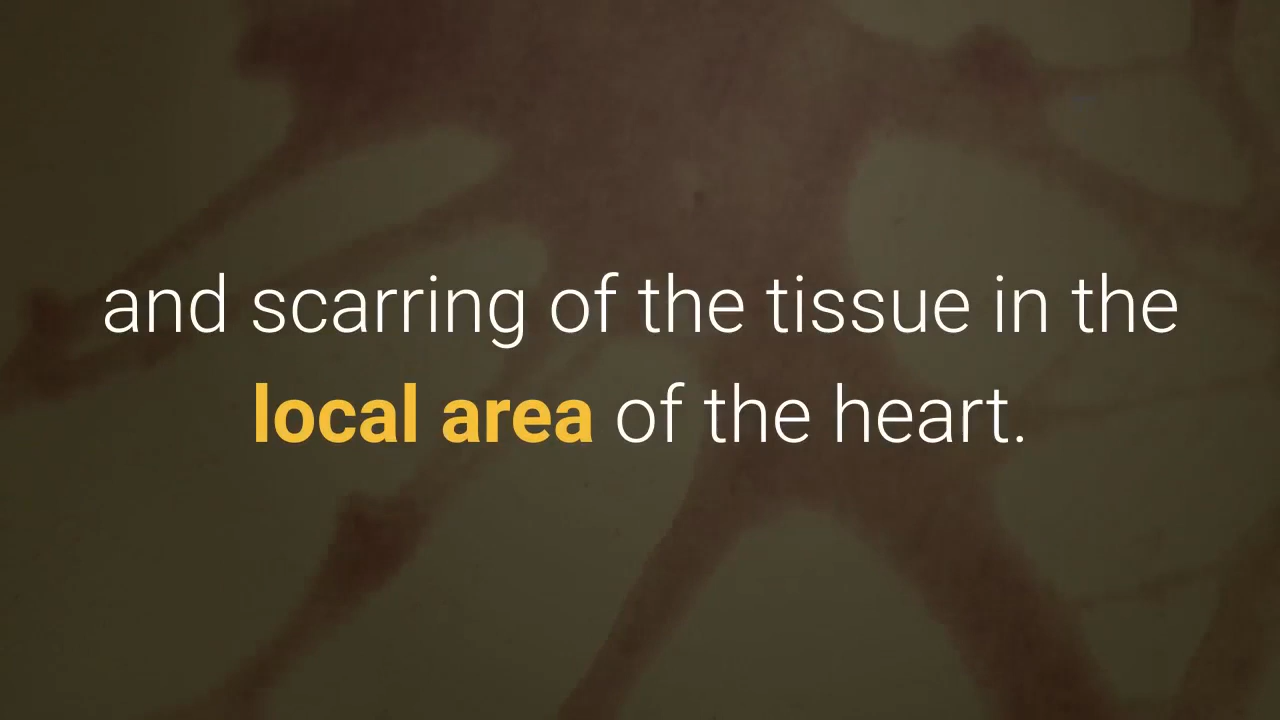 and scarring of the tissue in the
local area of the heart.